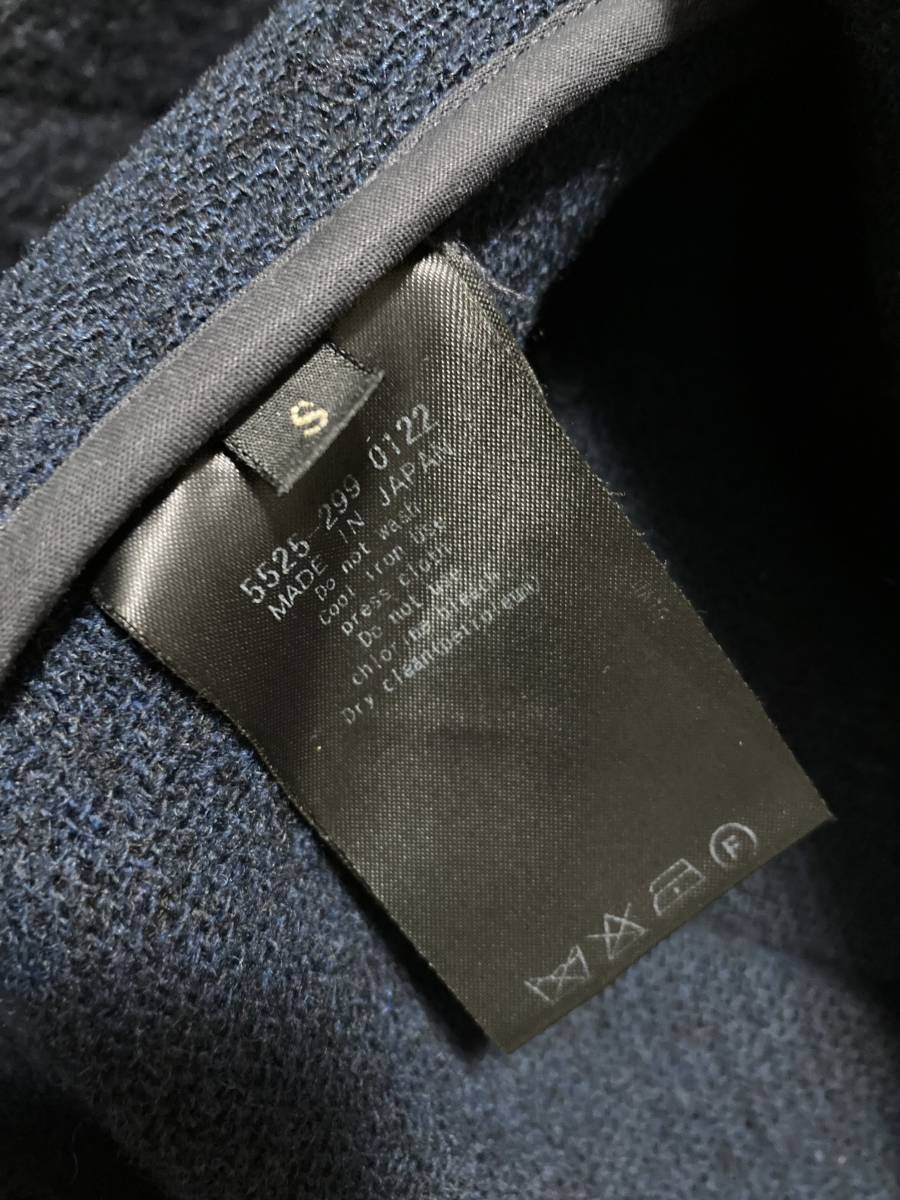 S
5525-299 0122
MADE IN JAPAN
Do not wash
Cool iron Use
press cloth
Do not use
chlorine bleach
Dry clean(petroleum)
F